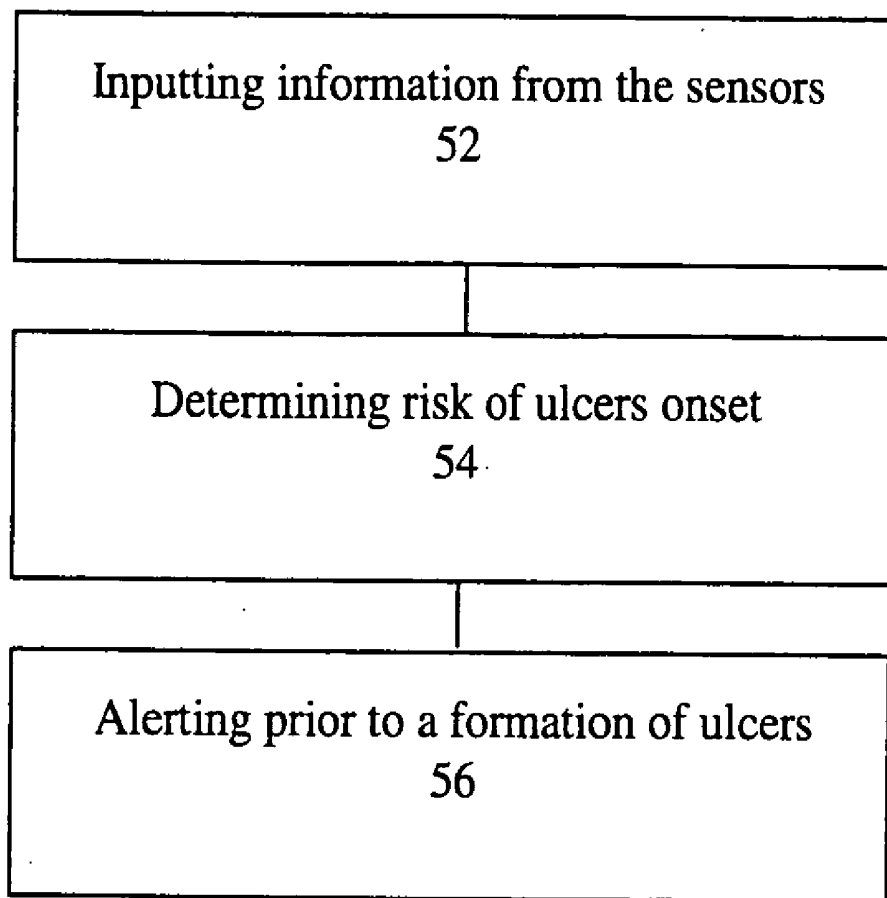 Inputting information from the sensors
52
Determining risk of ulcers onset
54
Alerting prior to a formation of ulcers
56